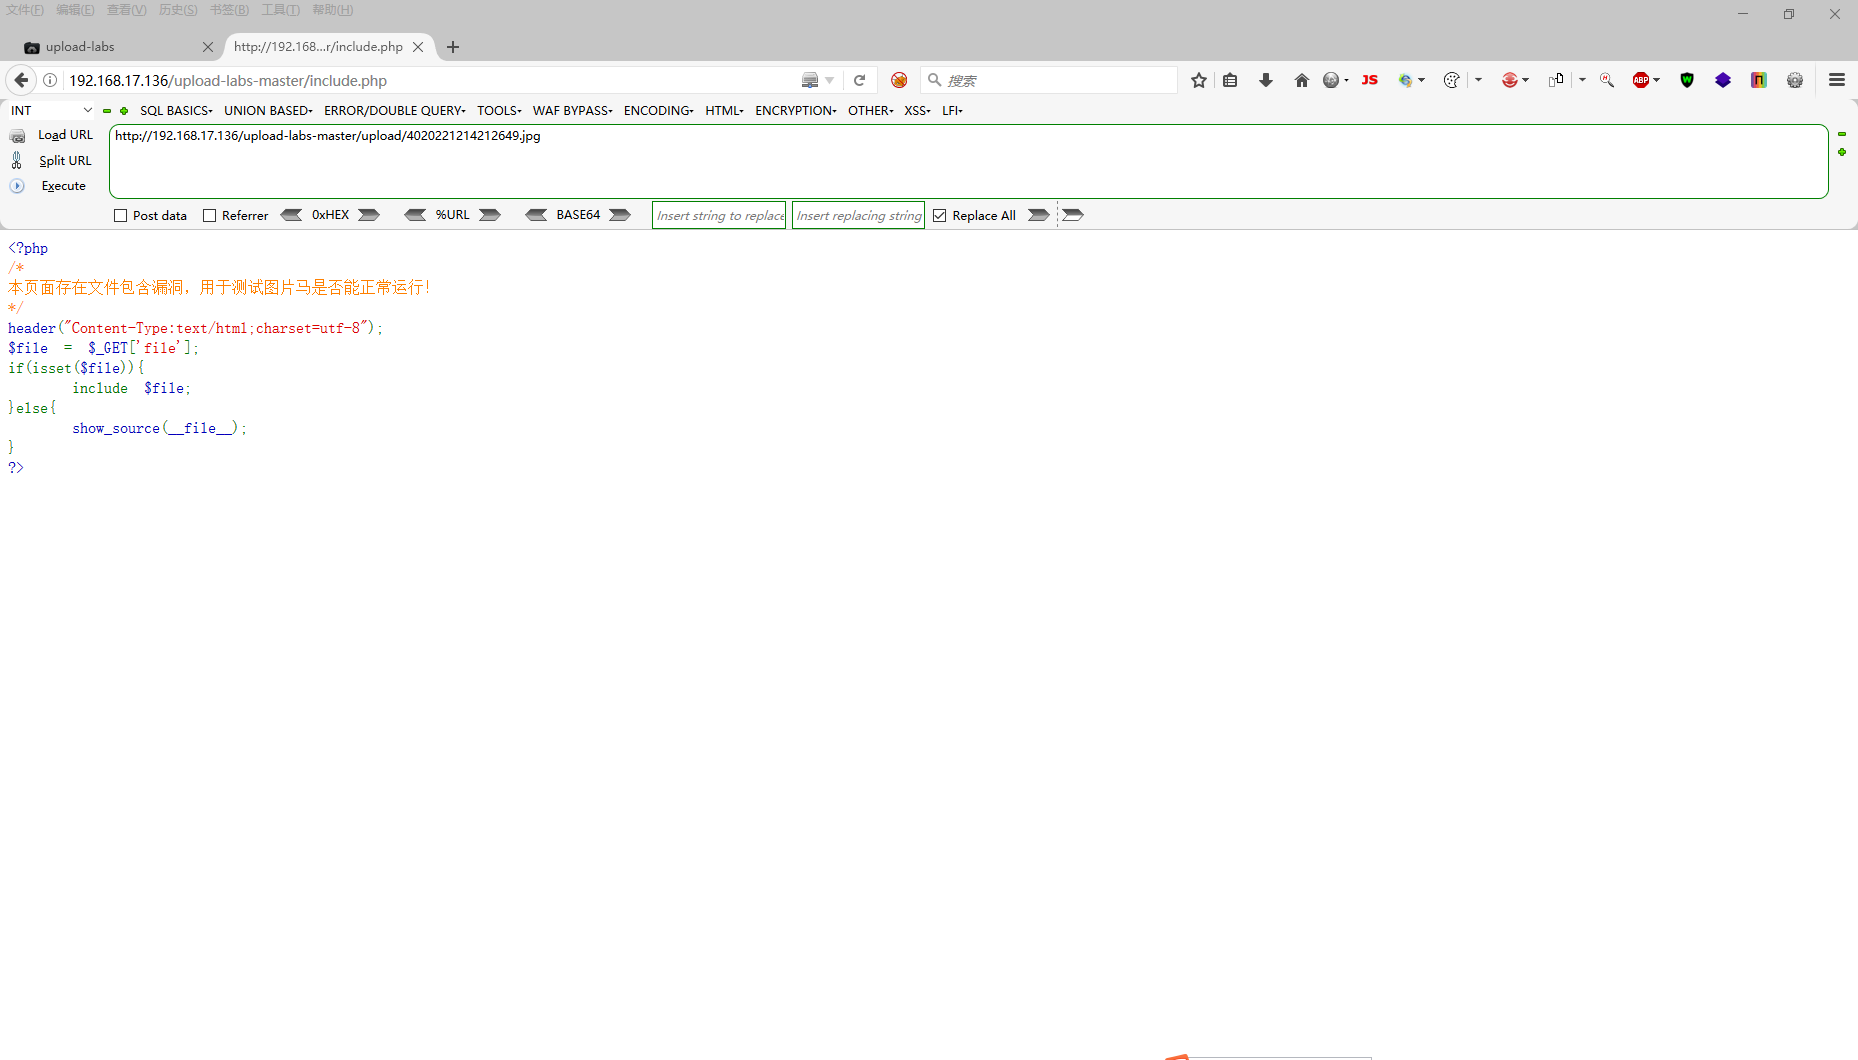 文件(F) 编辑(E) 查看(V) 历史(S) 书签(B) 工具(T) 帮助(H)
upload-labs
http://192.168...r/include.php
192.168.17.136/upload-labs-master/include.php
搜索
JS
ABP
INT
SQL BASICS
UNION BASED
ERROR/DOUBLE QUERY
TOOLS
WAF BYPASS
ENCODING
HTML
ENCRYPTION
OTHER
XSS
LFI
Load URL
http://192.168.17.136/upload-labs-master/upload/4020221214212649.jpg
Split URL
Execute
Post data
Referrer
0xHEX
%URL
BASE64
Insert string to replace
Insert replacing string
Replace All
<?php
/*
本页面存在文件包含漏洞，用于测试图片马是否能正常运行！
*/
header("Content-Type:text/html;charset=utf-8");
$file = $_GET['file'];
if(isset($file)){
include $file;
}else{
show_source(__file__);
}
?>